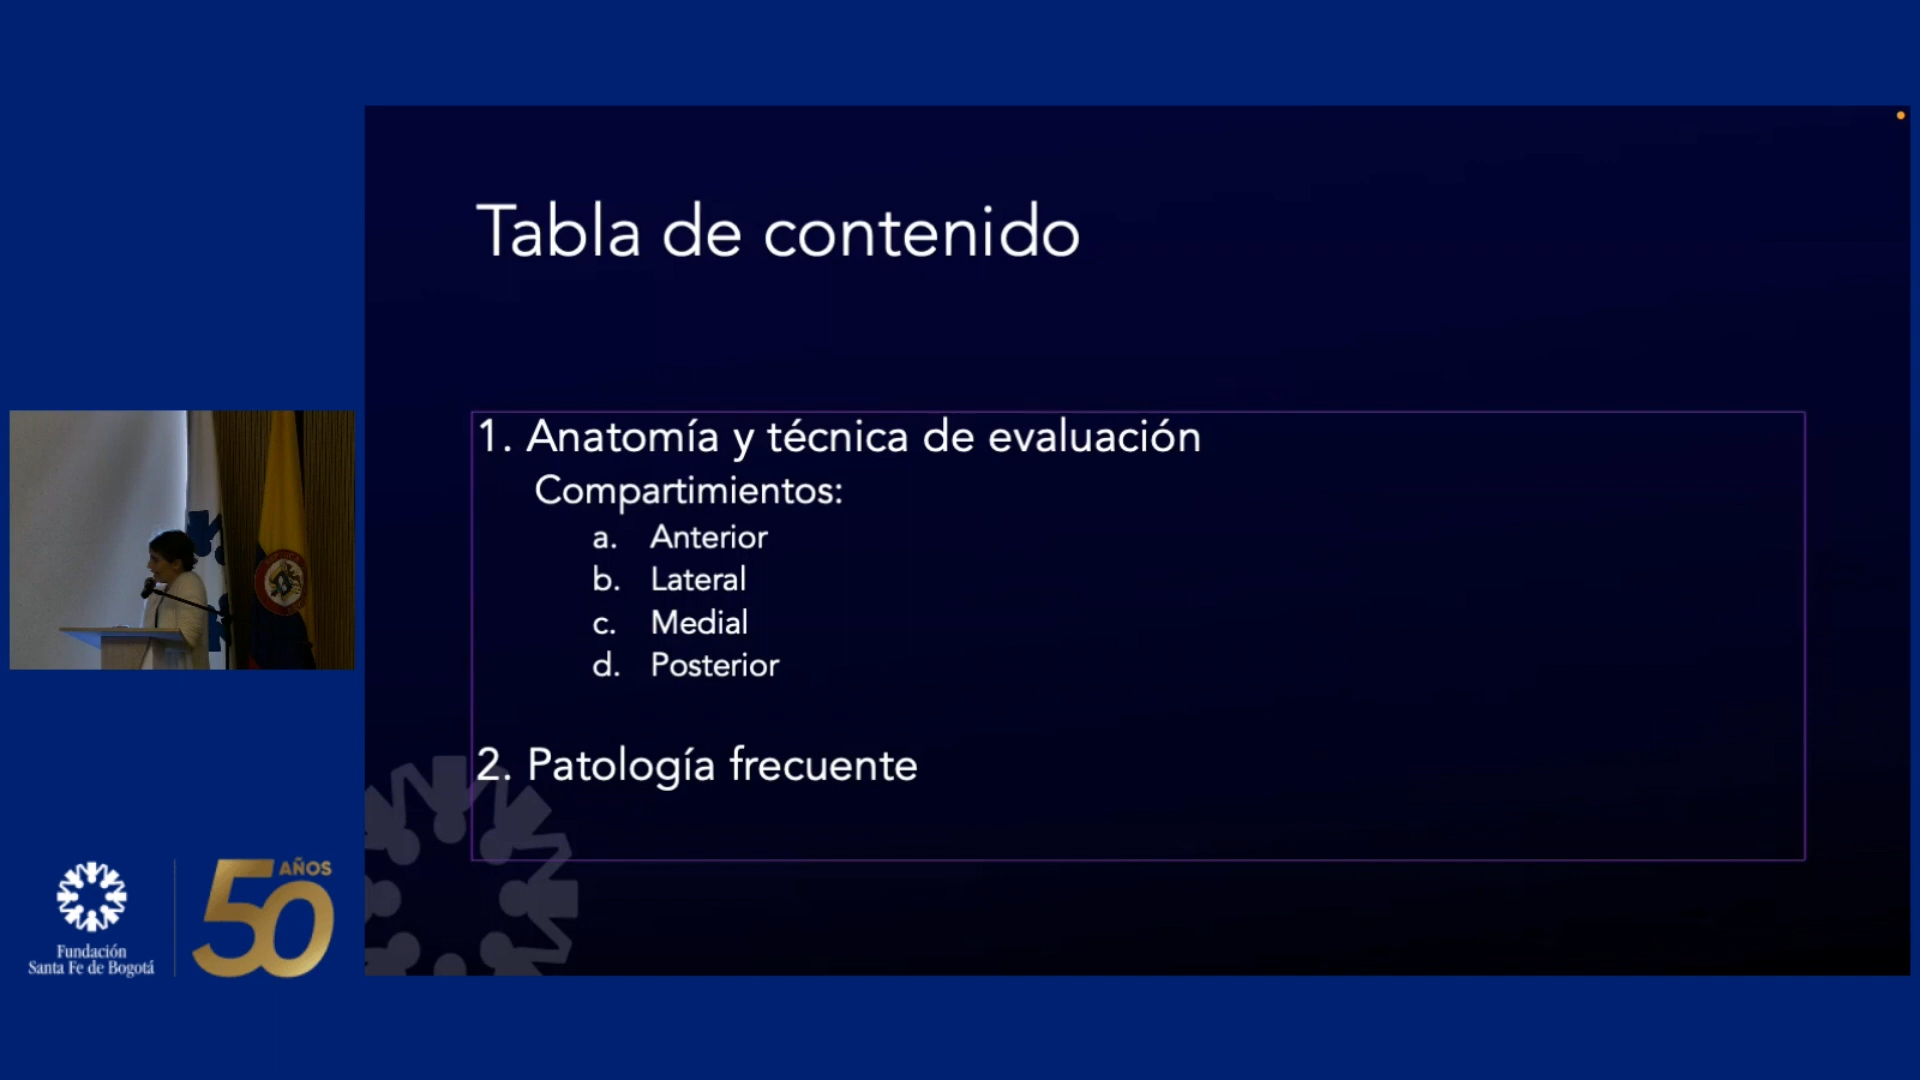 Tabla de contenido
1. Anatomía y técnica de evaluación
Compartimientos:
a. Anterior
b. Lateral
c. Medial
d. Posterior
2. Patología frecuente
Fundación
Santa Fe de Bogotá
50 AÑOS